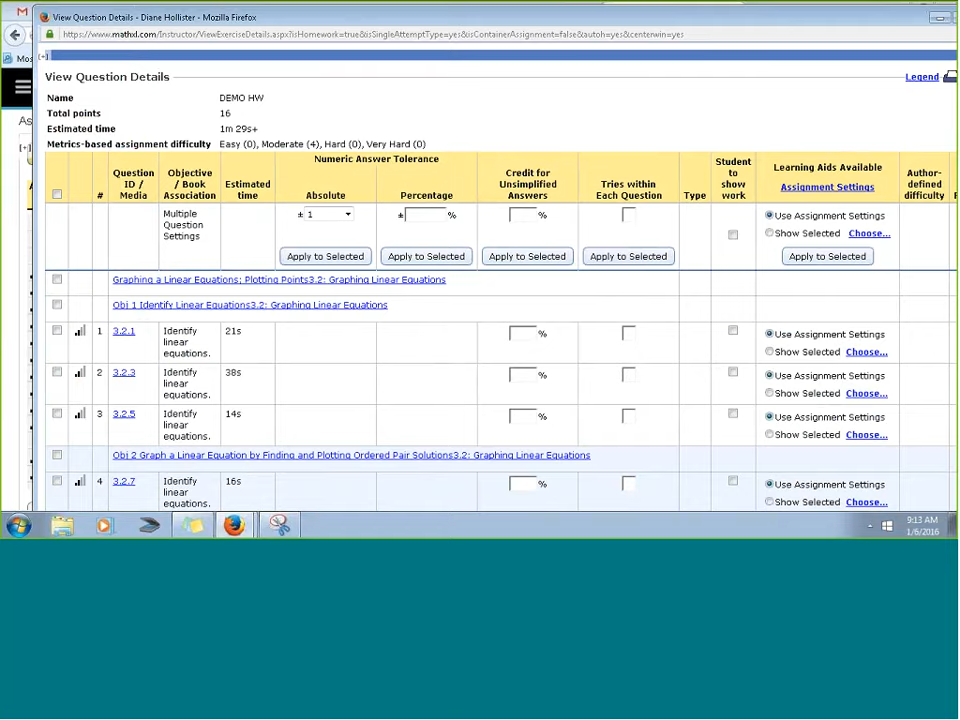 View Question Details - Diane Hollister - Mozilla Firefox
https://www.mathxl.com/Instructor/ViewExerciseDetails.aspx?isHomework=true&isSingleAttemptType=yes&isContainerAssignment=false&autoh=yes&centerwin=yes
Mos
[+]
View Question Details
Legend
As
[+]
Name DEMO HW
Total points 16
Estimated time 1m 29s+
Metrics-based assignment difficulty Easy (0), Moderate (4), Hard (0), Very Hard (0)
# Question ID / Media
Objective / Book Association
Estimated time
Numeric Answer Tolerance
Absolute Percentage
Credit for Unsimplified Answers
Tries within Each Question
Type
Student to show work
Learning Aids Available
Assignment Settings
Author-defined difficulty
Multiple Question Settings
± 1 ± % %
Use Assignment Settings
Show Selected Choose...
Apply to Selected Apply to Selected Apply to Selected Apply to Selected Apply to Selected
Graphing a Linear Equations; Plotting Points3.2: Graphing Linear Equations
Obj 1 Identify Linear Equations3.2: Graphing Linear Equations
1 3.2.1 Identify linear equations. 21s % Use Assignment Settings
Show Selected Choose...
2 3.2.3 Identify linear equations. 38s % Use Assignment Settings
Show Selected Choose...
3 3.2.5 Identify linear equations. 14s % Use Assignment Settings
Show Selected Choose...
Obj 2 Graph a Linear Equation by Finding and Plotting Ordered Pair Solutions3.2: Graphing Linear Equations
4 3.2.7 Identify linear equations. 16s % Use Assignment Settings
Show Selected Choose...
9:13 AM
1/6/2016